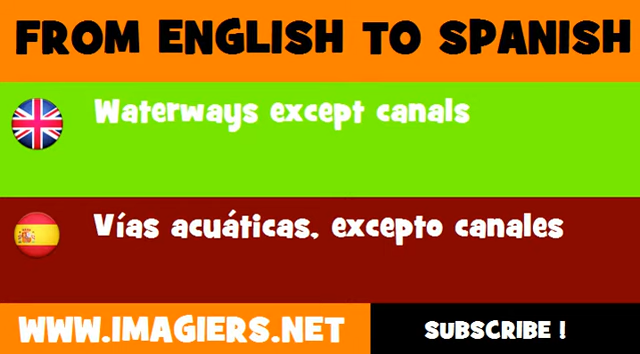 FROM ENGLISH TO SPANISH
Waterways except canals
Vías acuáticas, excepto canales
WWW.IMAGIERS.NET
SUBSCRIBE !